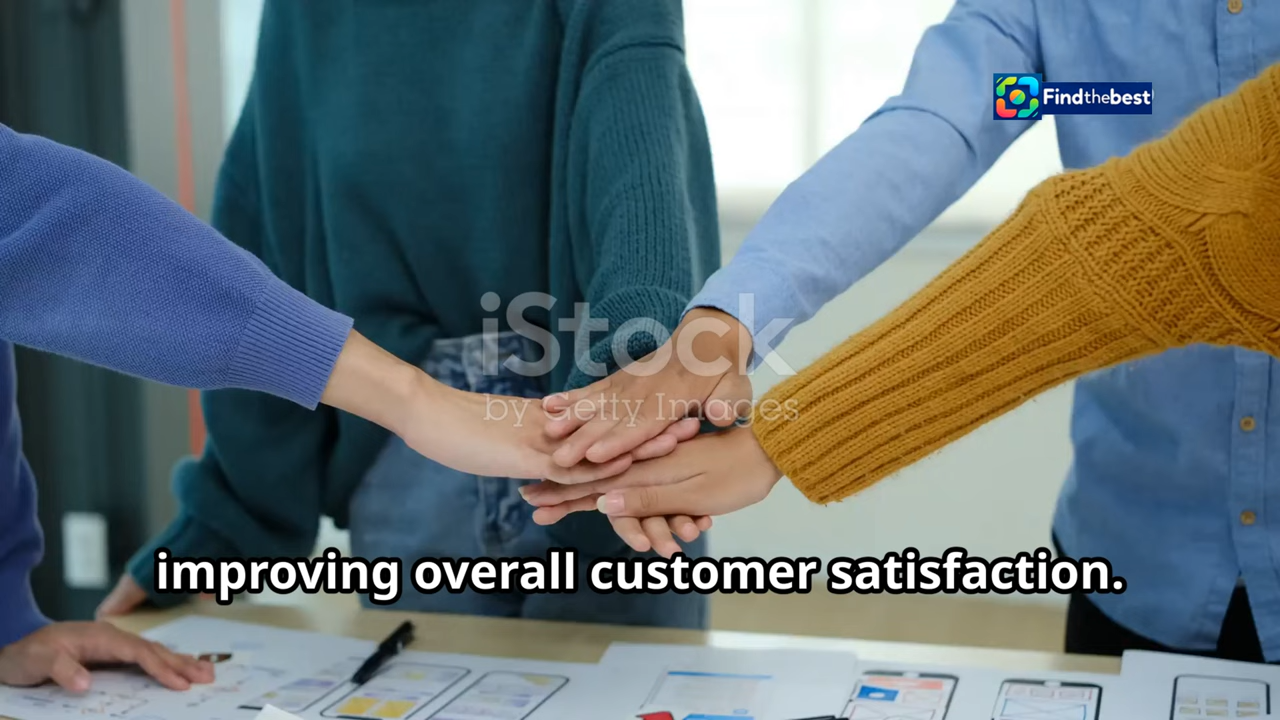 Findthebest
iStock
by Getty Images
improving overall customer satisfaction.